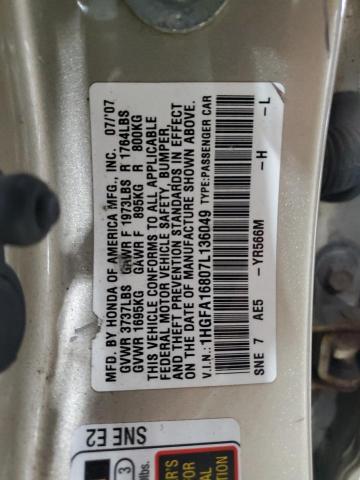 MFD. BY HONDA OF AMERICA MFG., INC. 07/'07
GVWR 3737LBS GAWR F 1973LBS R 1764LBS
GVWR 1695KG GAWR F 895KG R 800KG
THIS VEHICLE CONFORMS TO ALL APPLICABLE
FEDERAL MOTOR VEHICLE SAFETY, BUMPER,
AND THEFT PREVENTION STANDARDS IN EFFECT
ON THE DATE OF MANUFACTURE SHOWN ABOVE.
V.I.N.: 1HGFA16807L136049 TYPE: PASSENGER CAR
SNE 7 AE5 -YR566M -H -L
SNE E2
3
lbs.